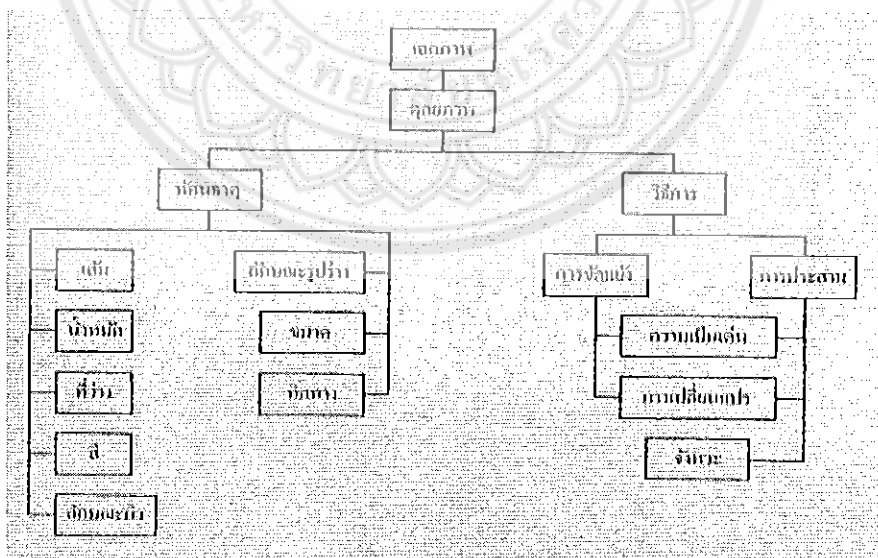 เอกภาพ
ดุลยภาพ
ทัศนธาตุ
วิธีการ
เส้น
ลักษณะรูปร่าง
การขัดแย้ง
การประสาน
น้ำหนัก
ขนาด
ความเป็นเด่น
ที่ว่าง
ทิศทาง
การเปลี่ยนแปร
สี
จังหวะ
ลักษณะผิว